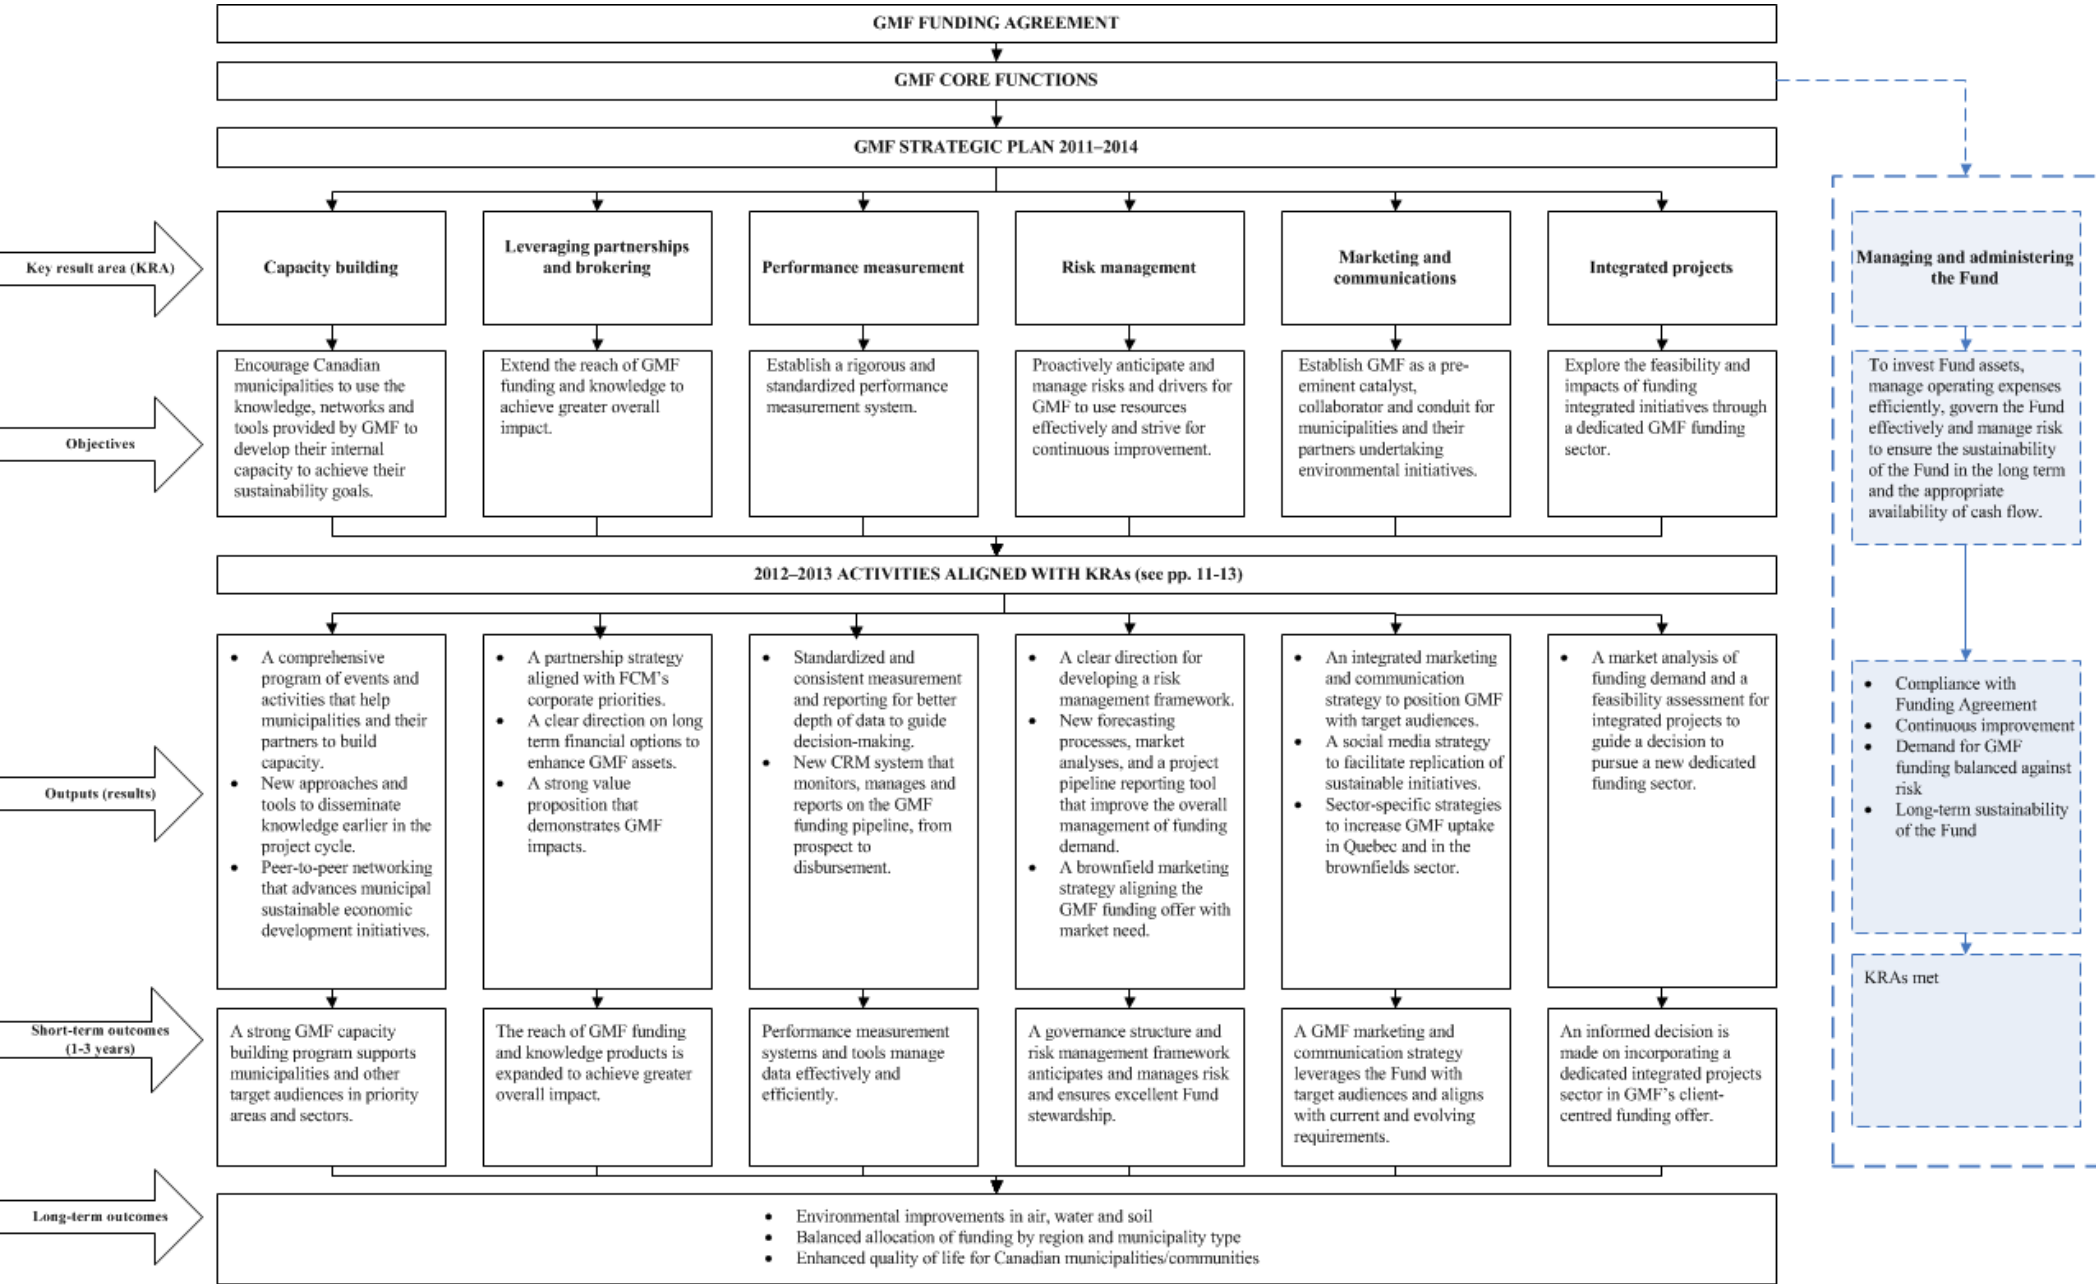 GMF FUNDING AGREEMENT
GMF CORE FUNCTIONS
GMF STRATEGIC PLAN 2011–2014
Key result area (KRA)
Capacity building
Leveraging partnerships
and brokering
Performance measurement
Risk management
Marketing and
communications
Integrated projects
Managing and administering
the Fund
Objectives
Encourage Canadian
municipalities to use the
knowledge, networks and
tools provided by GMF to
develop their internal
capacity to achieve their
sustainability goals.
Extend the reach of GMF
funding and knowledge to
achieve greater overall
impact.
Establish a rigorous and
standardized performance
measurement system.
Proactively anticipate and
manage risks and drivers for
GMF to use resources
effectively and strive for
continuous improvement.
Establish GMF as a pre-
eminent catalyst,
collaborator and conduit for
municipalities and their
partners undertaking
environmental initiatives.
Explore the feasibility and
impacts of funding
integrated initiatives through
a dedicated GMF funding
sector.
To invest Fund assets,
manage operating expenses
efficiently, govern the Fund
effectively and manage risk
to ensure the sustainability
of the Fund in the long term
and the appropriate
availability of cash flow.
2012–2013 ACTIVITIES ALIGNED WITH KRAs (see pp. 11-13)
Outputs (results)
• A comprehensive
program of events and
activities that help
municipalities and their
partners to build
capacity.
• New approaches and
tools to disseminate
knowledge earlier in the
project cycle.
• Peer-to-peer networking
that advances municipal
sustainable economic
development initiatives.
• A partnership strategy
aligned with FCM's
corporate priorities.
• A clear direction on long
term financial options to
enhance GMF assets.
• A strong value
proposition that
demonstrates GMF
impacts.
• Standardized and
consistent measurement
and reporting for better
depth of data to guide
decision-making.
• New CRM system that
monitors, manages and
reports on the GMF
funding pipeline, from
prospect to
disbursement.
• A clear direction for
developing a risk
management framework.
• New forecasting
processes, market
analyses, and a project
pipeline reporting tool
that improve the overall
management of funding
demand.
• A brownfield marketing
strategy aligning the
GMF funding offer with
market need.
• An integrated marketing
and communication
strategy to position GMF
with target audiences.
• A social media strategy
to facilitate replication of
sustainable initiatives.
• Sector-specific strategies
to increase GMF uptake
in Quebec and in the
brownfields sector.
• A market analysis of
funding demand and a
feasibility assessment for
integrated projects to
guide a decision to
pursue a new dedicated
funding sector.
• Compliance with
Funding Agreement
• Continuous improvement
• Demand for GMF
funding balanced against
risk
• Long-term sustainability
of the Fund
Short-term outcomes
(1-3 years)
A strong GMF capacity
building program supports
municipalities and other
target audiences in priority
areas and sectors.
The reach of GMF funding
and knowledge products is
expanded to achieve greater
overall impact.
Performance measurement
systems and tools manage
data effectively and
efficiently.
A governance structure and
risk management framework
anticipates and manages risk
and ensures excellent Fund
stewardship.
A GMF marketing and
communication strategy
leverages the Fund with
target audiences and aligns
with current and evolving
requirements.
An informed decision is
made on incorporating a
dedicated integrated projects
sector in GMF's client-
centred funding offer.
KRAs met
Long-term outcomes
• Environmental improvements in air, water and soil
• Balanced allocation of funding by region and municipality type
• Enhanced quality of life for Canadian municipalities/communities